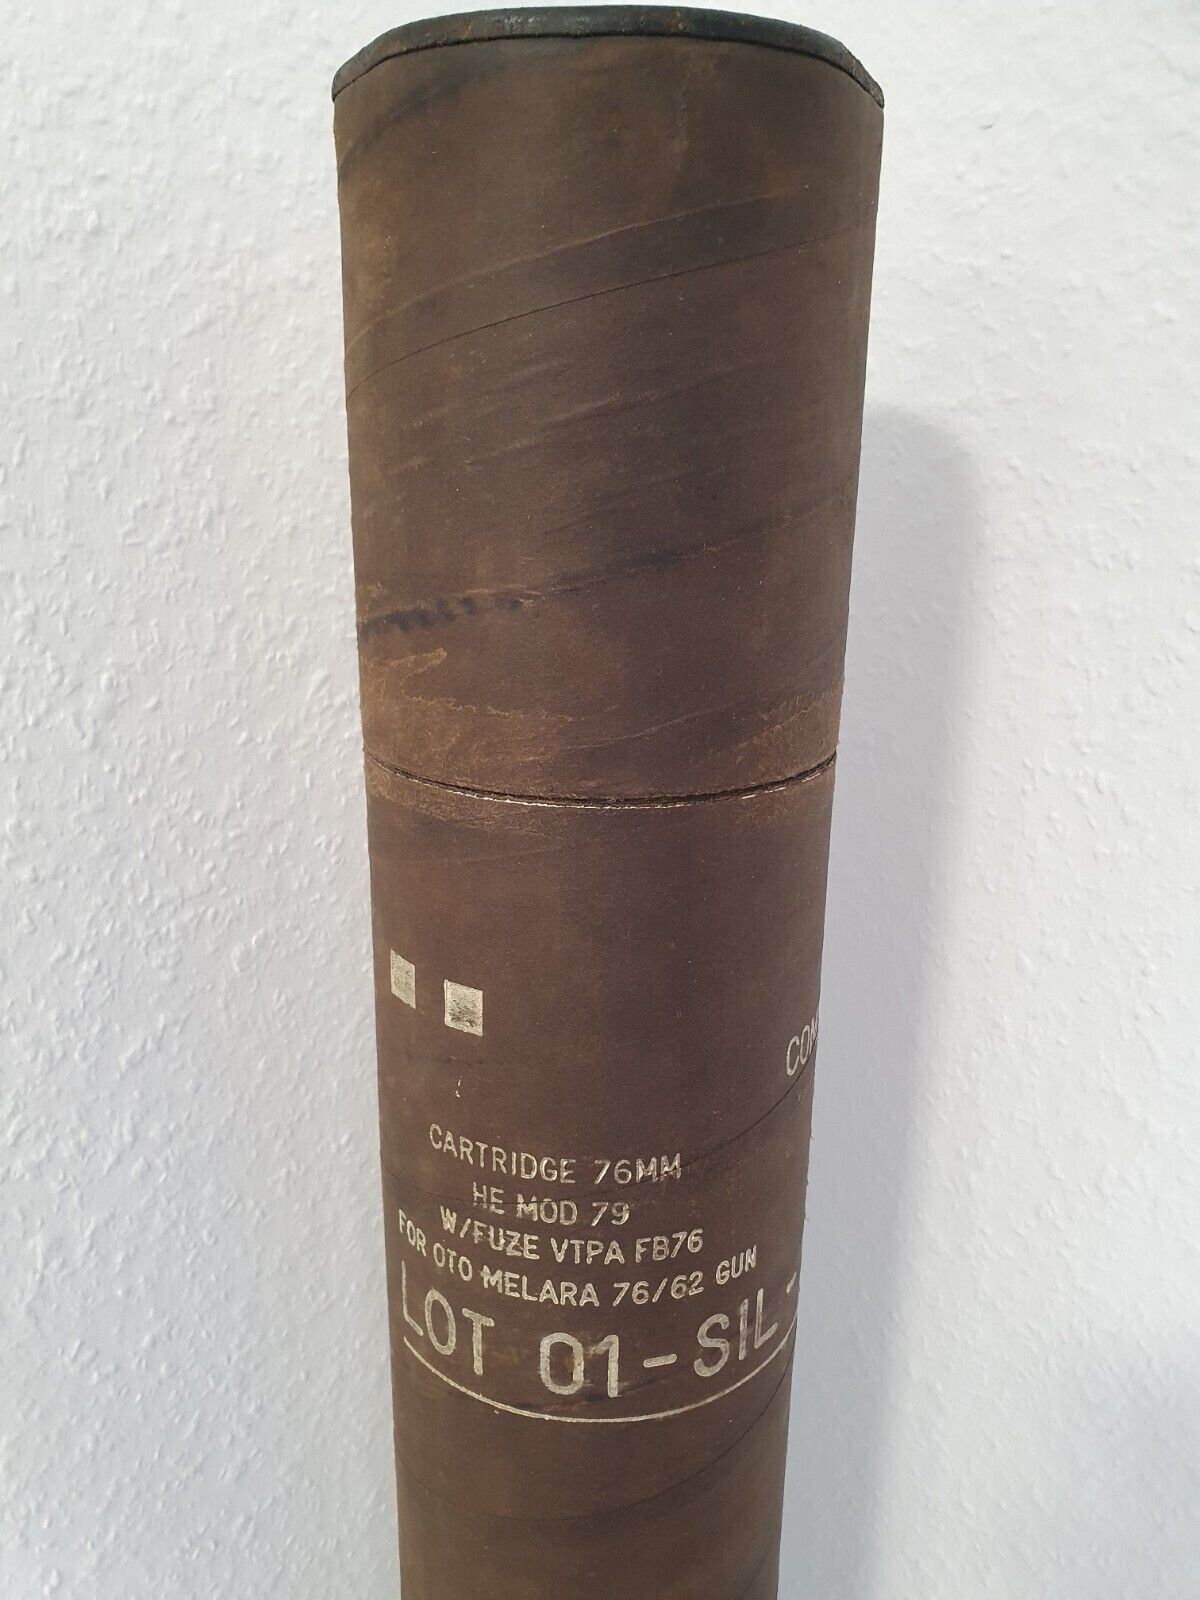 CARTRIDGE 76MM
HE MOD 79
W/FUZE VTPA FB76
FOR OTO MELARA 76/62 GUN
LOT 01-SIL-